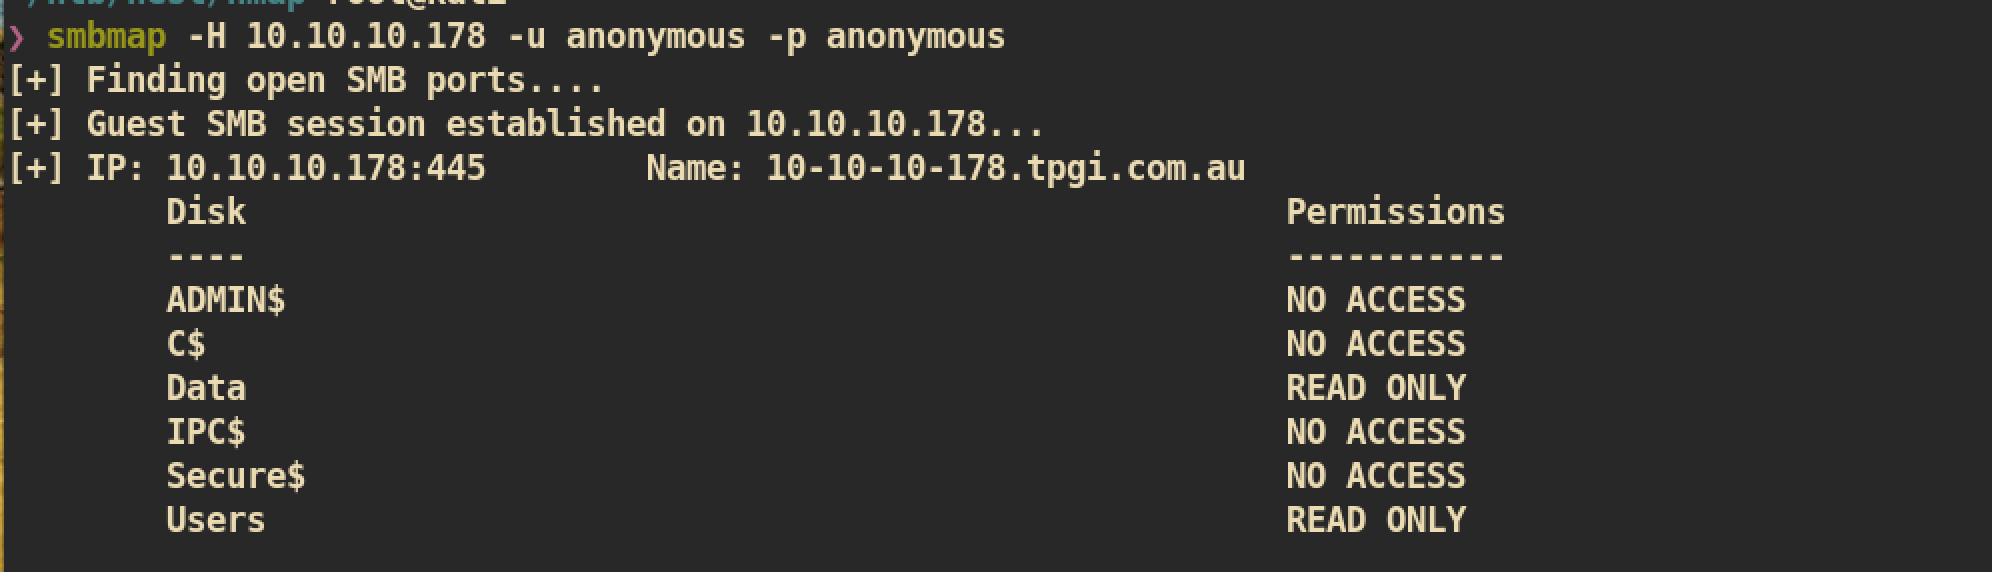 ❯ smbmap -H 10.10.10.178 -u anonymous -p anonymous
[+] Finding open SMB ports....
[+] Guest SMB session established on 10.10.10.178...
[+] IP: 10.10.10.178:445        Name: 10-10-10-178.tpgi.com.au
Disk                                                    Permissions
----                                                    -----------
ADMIN$                                                  NO ACCESS
C$                                                      NO ACCESS
Data                                                    READ ONLY
IPC$                                                    NO ACCESS
Secure$                                                 NO ACCESS
Users                                                   READ ONLY